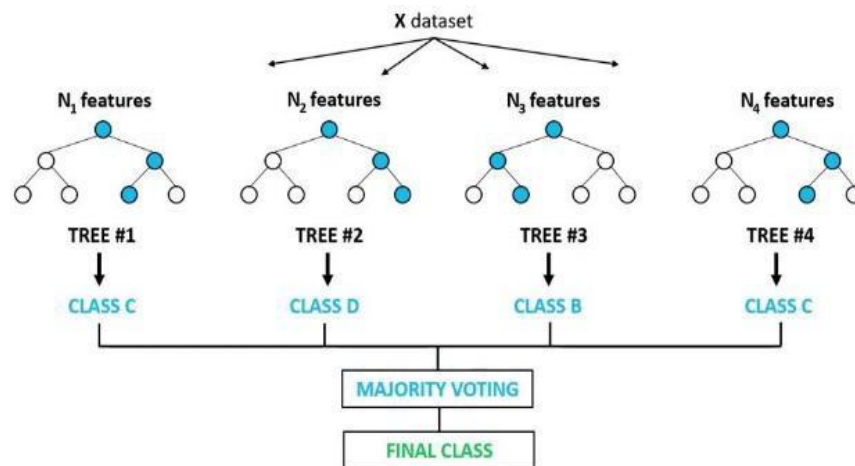 X dataset
N₁ features
N₂ features
N₃ features
N₄ features
TREE #1
TREE #2
TREE #3
TREE #4
CLASS C
CLASS D
CLASS B
CLASS C
MAJORITY VOTING
FINAL CLASS